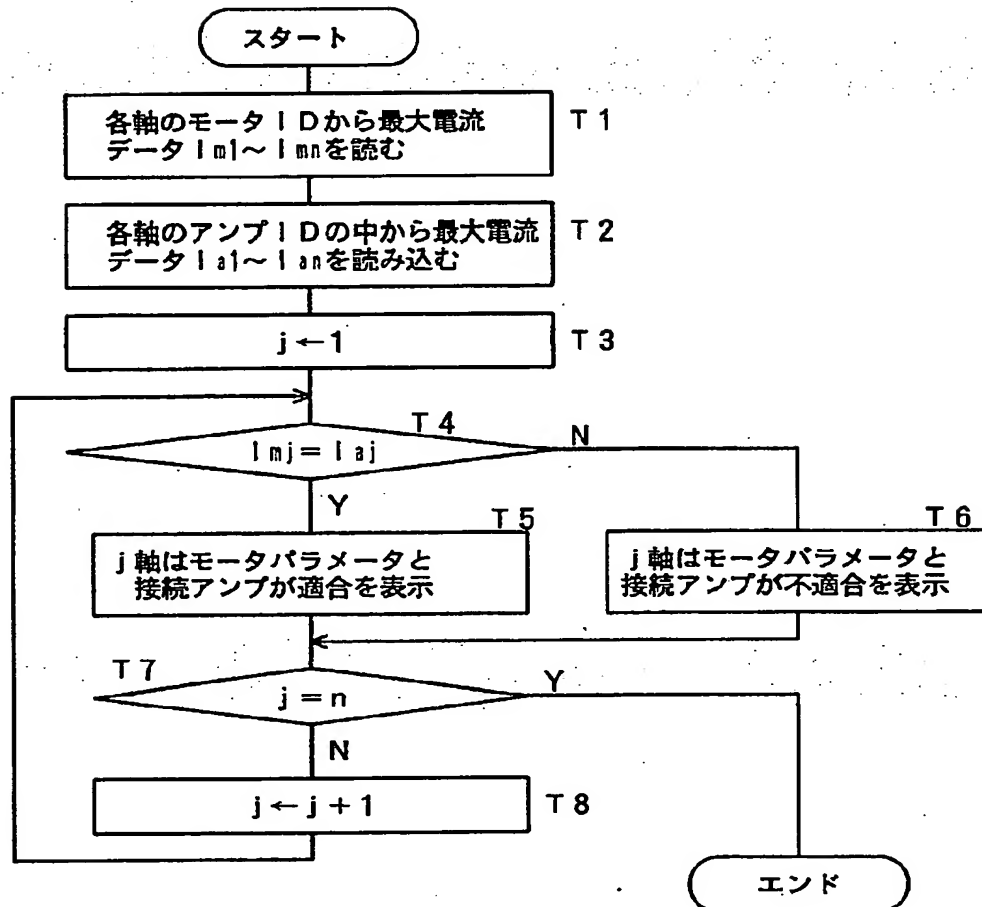 スタート
各軸のモータIDから最大電流
データIm1～Imnを読む
T1
各軸のアンプIDの中から最大電流
データIa1～Ianを読み込む
T2
j←1
T3
T4
Imj=Iaj
N
Y
T5
j軸はモータパラメータと
接続アンプが適合を表示
T6
j軸はモータパラメータと
接続アンプが不適合を表示
T7
j=n
Y
N
j←j+1
T8
エンド